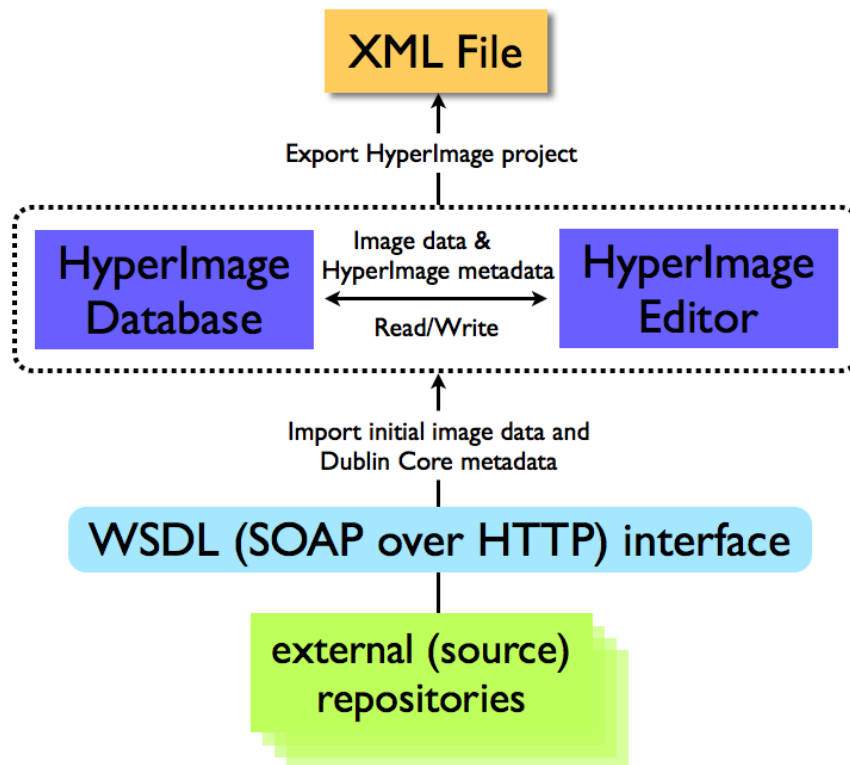 XML File
Export HyperImage project
HyperImage
Database
Image data &
HyperImage metadata
Read/Write
HyperImage
Editor
Import initial image data and
Dublin Core metadata
WSDL (SOAP over HTTP) interface
external (source)
repositories